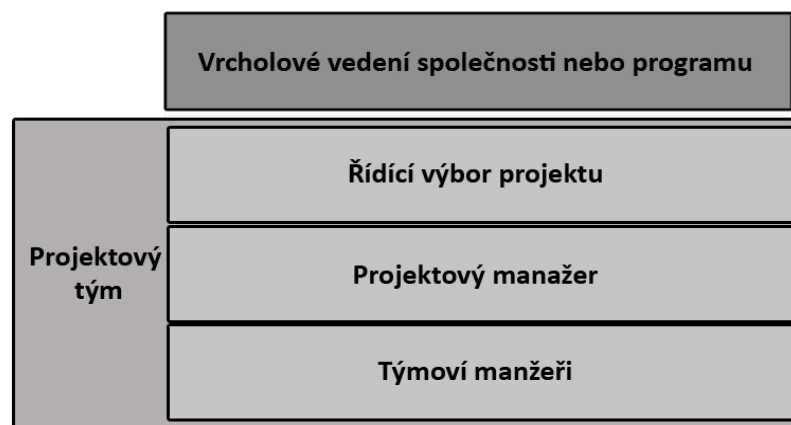 Vrcholové vedení společnosti nebo programu
Řídící výbor projektu
Projektový
tým
Projektový manažer
Týmoví manžeři